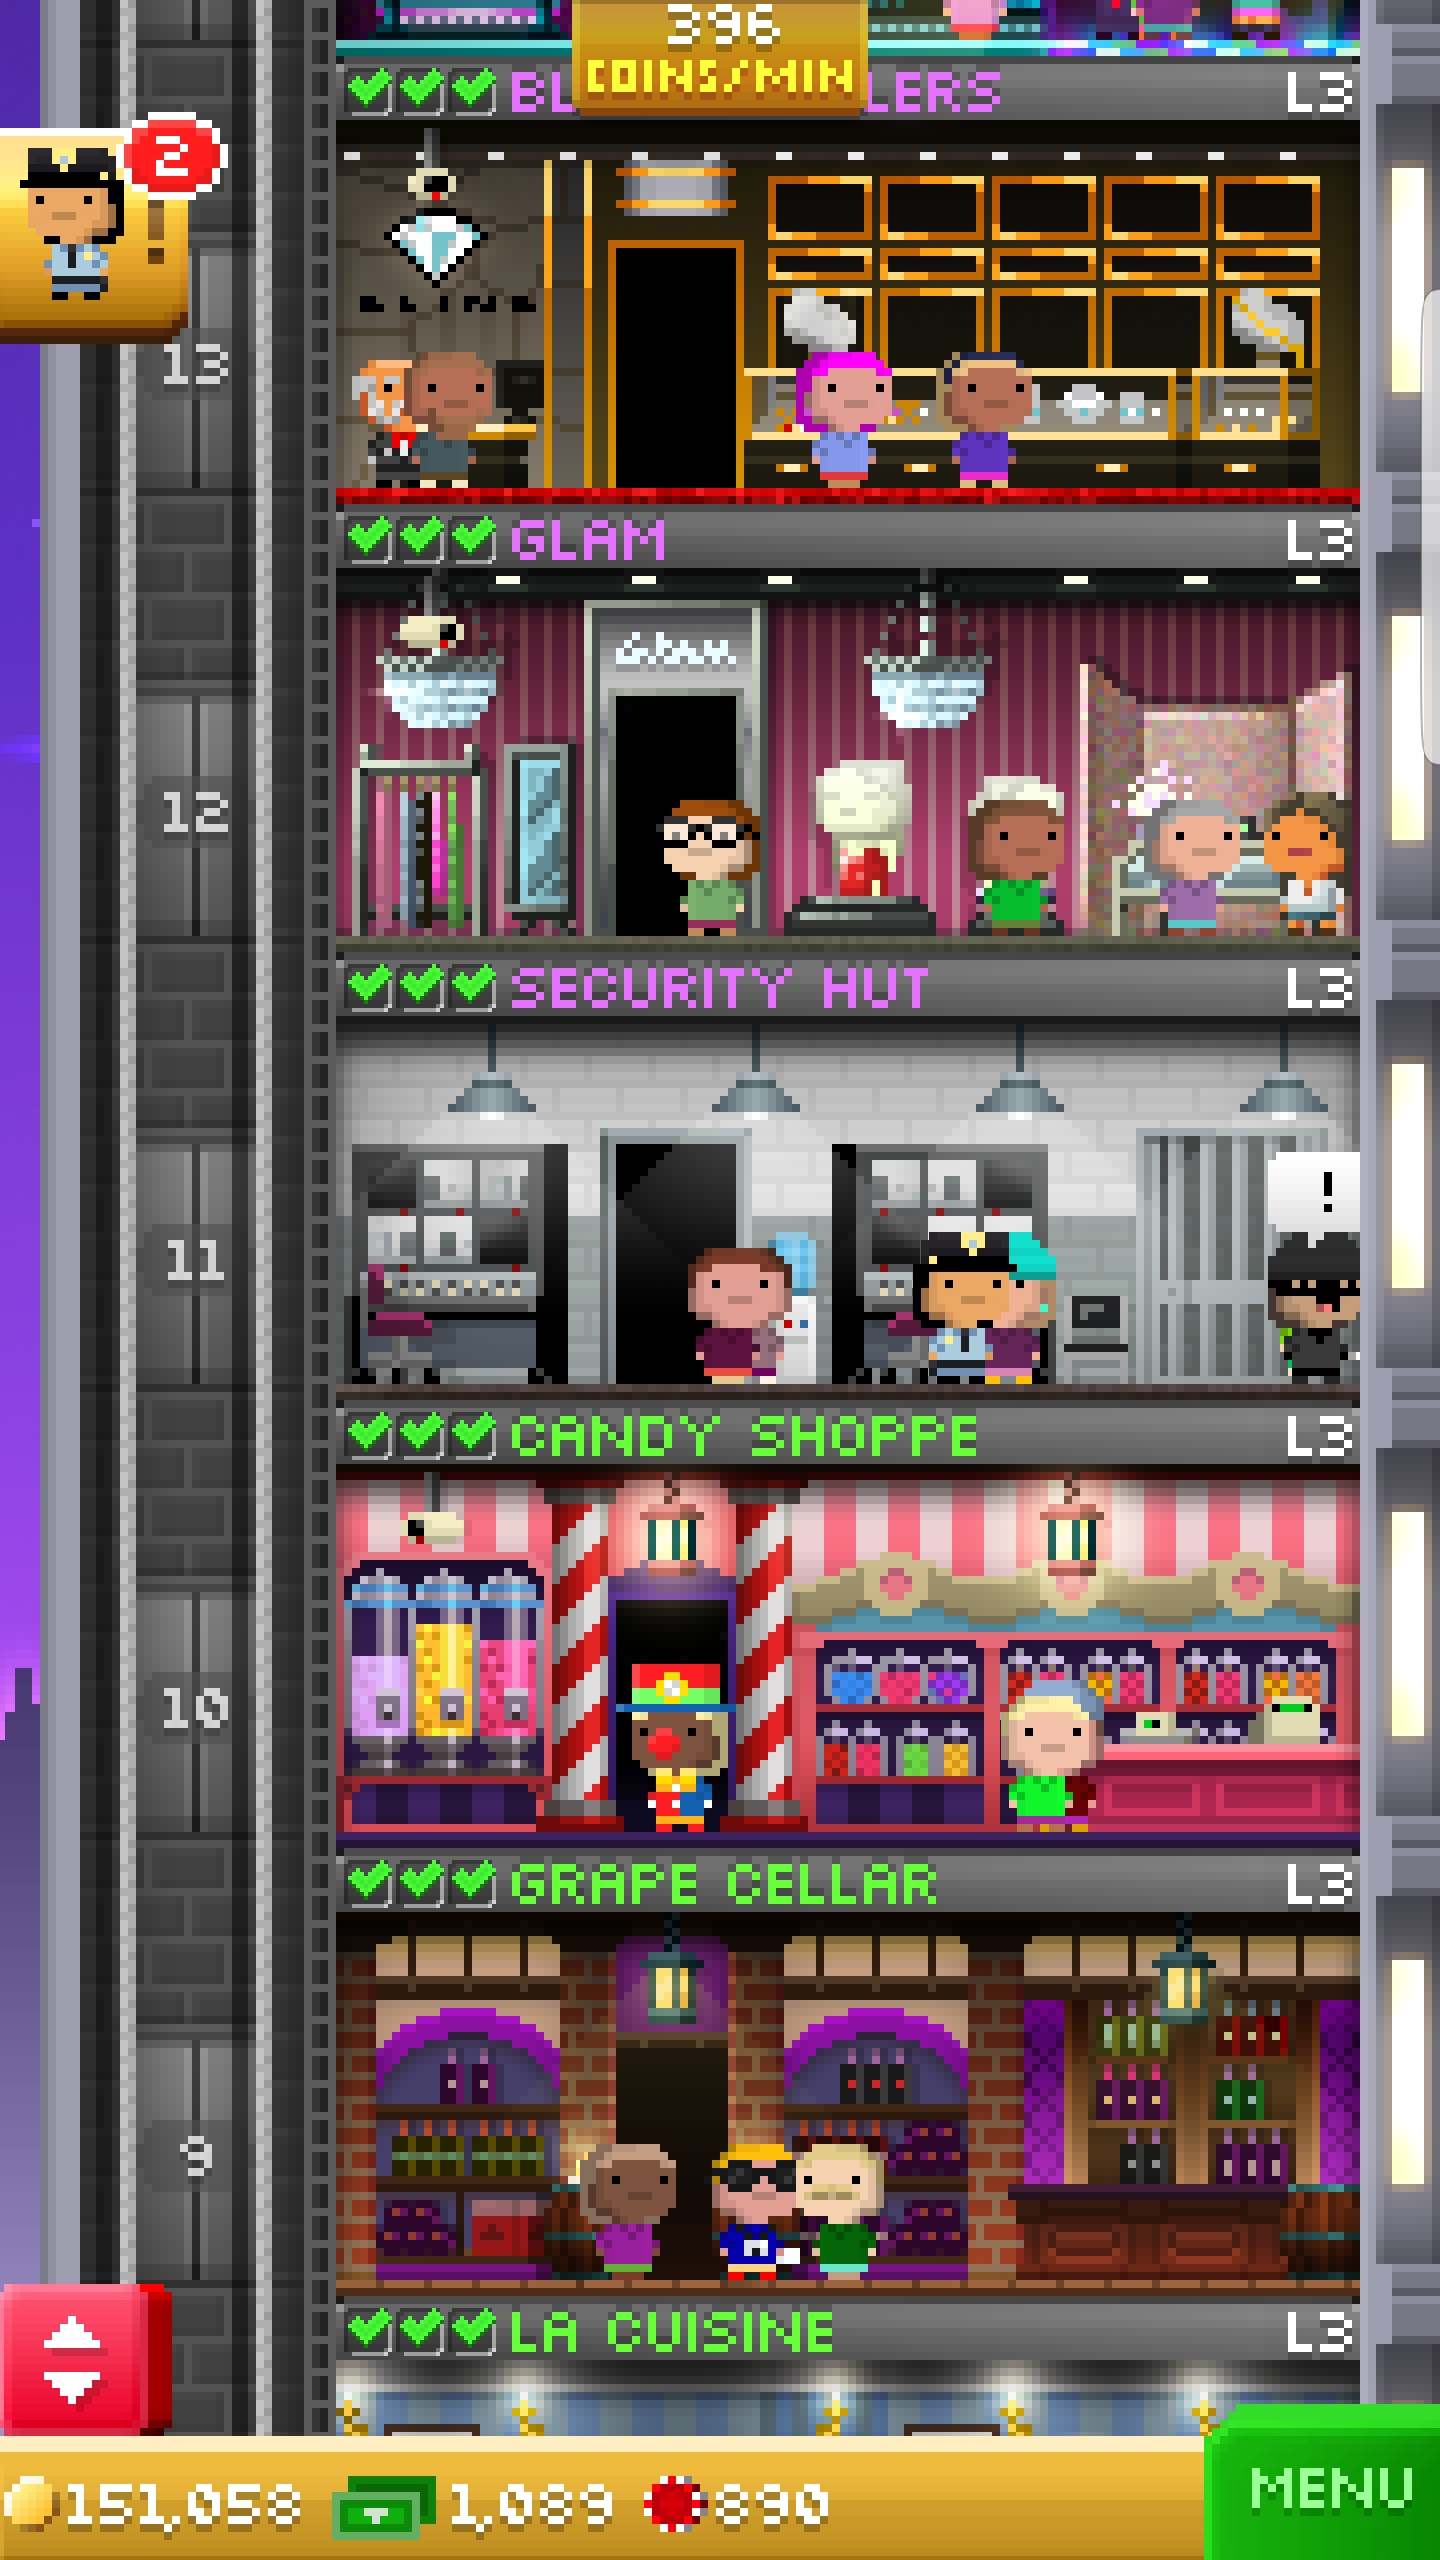 396
COINS/MIN
BL LERS L3
2
BLING
13
GLAM L3
Glam
12
SECURITY HUT L3
!
11
CANDY SHOPPE L3
10
GRAPE CELLAR L3
9
LA CUISINE L3
151,058 1,089 890
MENU